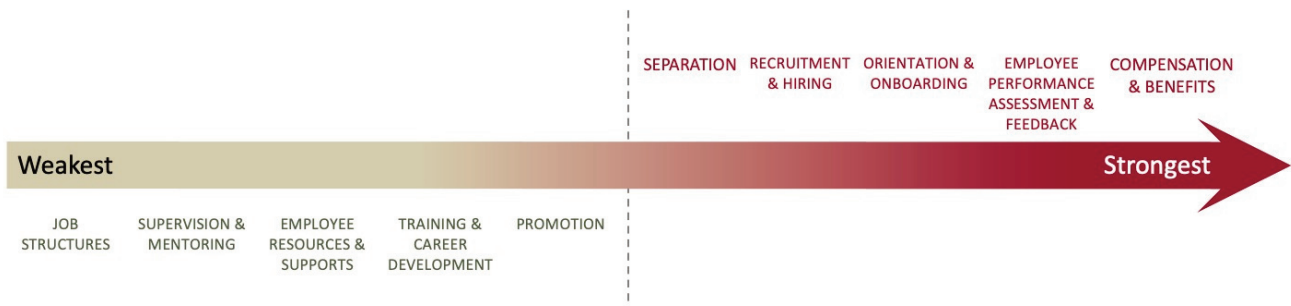 SEPARATION
RECRUITMENT
& HIRING
ORIENTATION &
ONBOARDING
EMPLOYEE
PERFORMANCE
ASSESSMENT &
FEEDBACK
COMPENSATION
& BENEFITS
Weakest
Strongest
JOB
STRUCTURES
SUPERVISION &
MENTORING
EMPLOYEE
RESOURCES &
SUPPORTS
TRAINING &
CAREER
DEVELOPMENT
PROMOTION